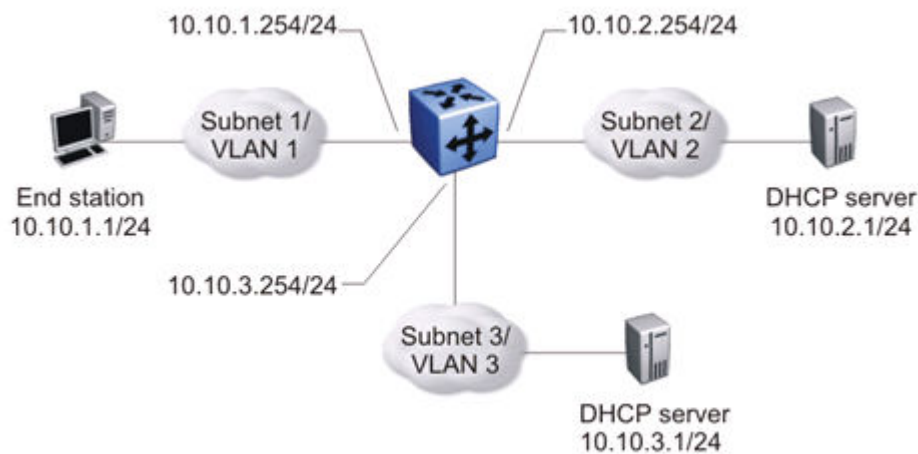 10.10.1.254/24
10.10.2.254/24
Subnet 1/
VLAN 1
Subnet 2/
VLAN 2
End station
10.10.1.1/24
DHCP server
10.10.2.1/24
10.10.3.254/24
Subnet 3/
VLAN 3
DHCP server
10.10.3.1/24